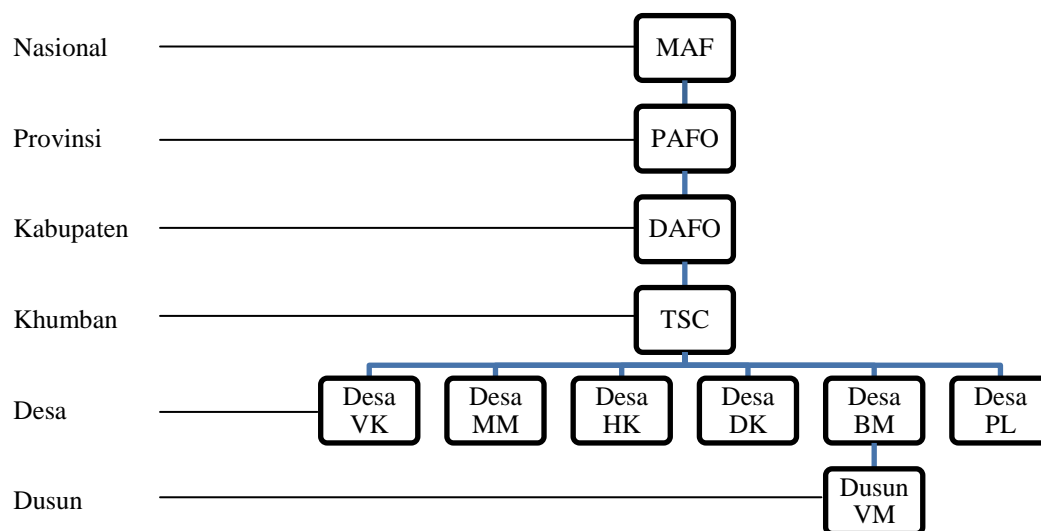 Nasional
MAF
Provinsi
PAFO
Kabupaten
DAFO
Khumban
TSC
Desa
Desa
VK
Desa
MM
Desa
HK
Desa
DK
Desa
BM
Desa
PL
Dusun
Dusun
VM